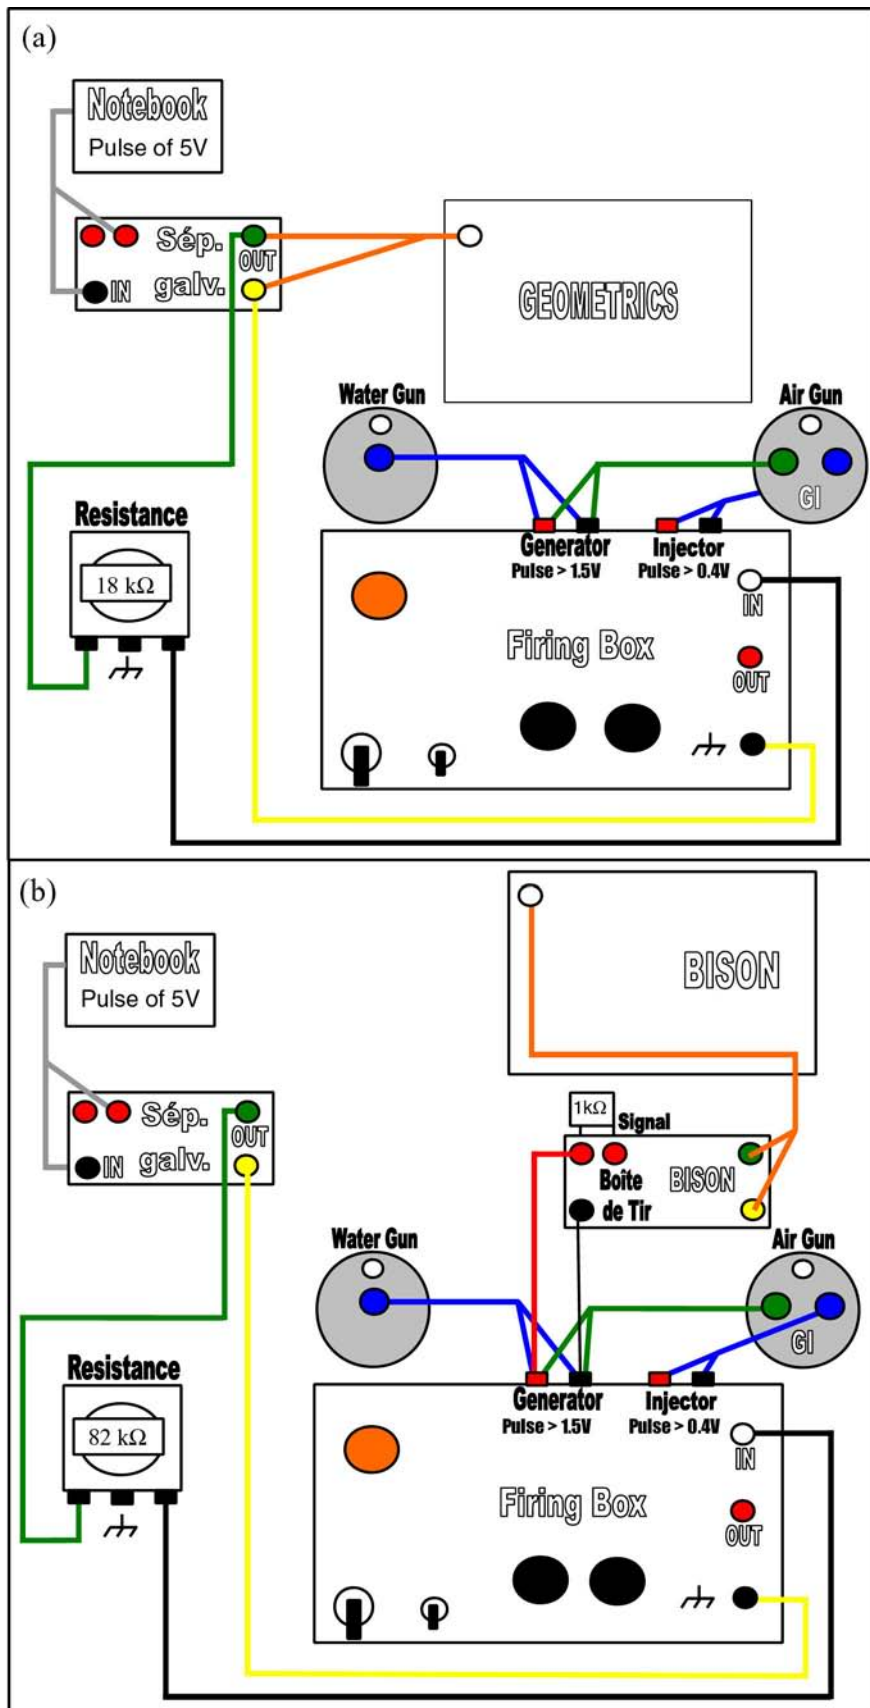 (a)
Notebook
Pulse of 5V
Sép.
galv.
OUT
IN
GEOMETRICS
Water Gun
Air Gun
GI
Resistance
18 kΩ
Generator
Pulse > 1.5V
Injector
Pulse > 0.4V
IN
Firing Box
OUT
(b)
BISON
Notebook
Pulse of 5V
1kΩ
Signal
Sép.
galv.
OUT
IN
BISON
Boîte
de Tir
Water Gun
Air Gun
GI
Resistance
82 kΩ
Generator
Pulse > 1.5V
Injector
Pulse > 0.4V
IN
Firing Box
OUT